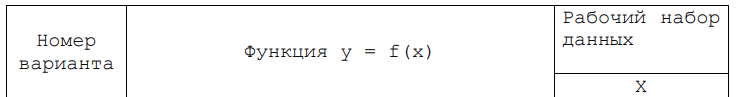 Номер
варианта
Функция y = f(x)
Рабочий набор
данных
X